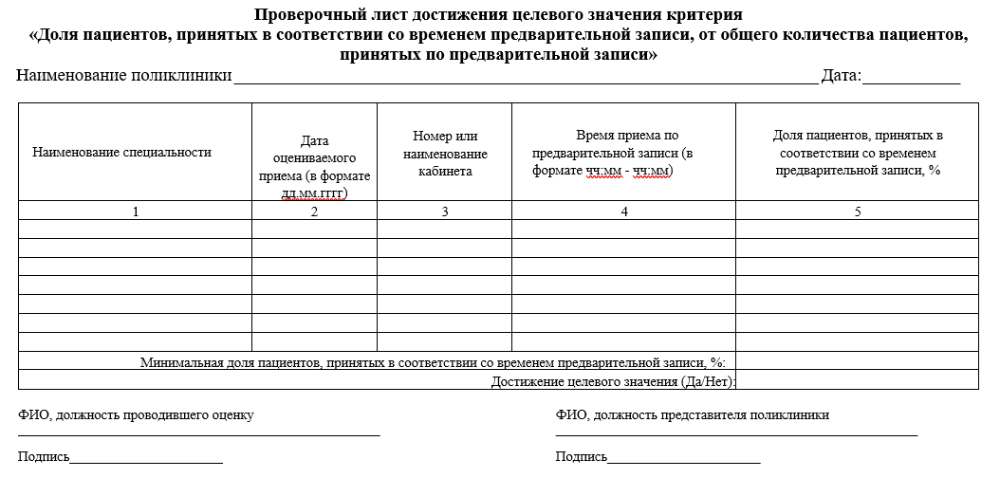 Проверочный лист достижения целевого значения критерия
«Доля пациентов, принятых в соответствии со временем предварительной записи, от общего количества пациентов,
принятых по предварительной записи»
Наименование поликлиники Дата:
Наименование специальности
Дата
оцениваемого
приема (в формате
дд.мм.гггг)
Номер или
наименование
кабинета
Время приема по
предварительной записи (в
формате чч:мм - чч:мм)
Доля пациентов, принятых в
соответствии со временем
предварительной записи, %
1 2 3 4 5
Минимальная доля пациентов, принятых в соответствии со временем предварительной записи, %:
Достижение целевого значения (Да/Нет):
ФИО, должность проводившего оценку ФИО, должность представителя поликлиники
Подпись Подпись